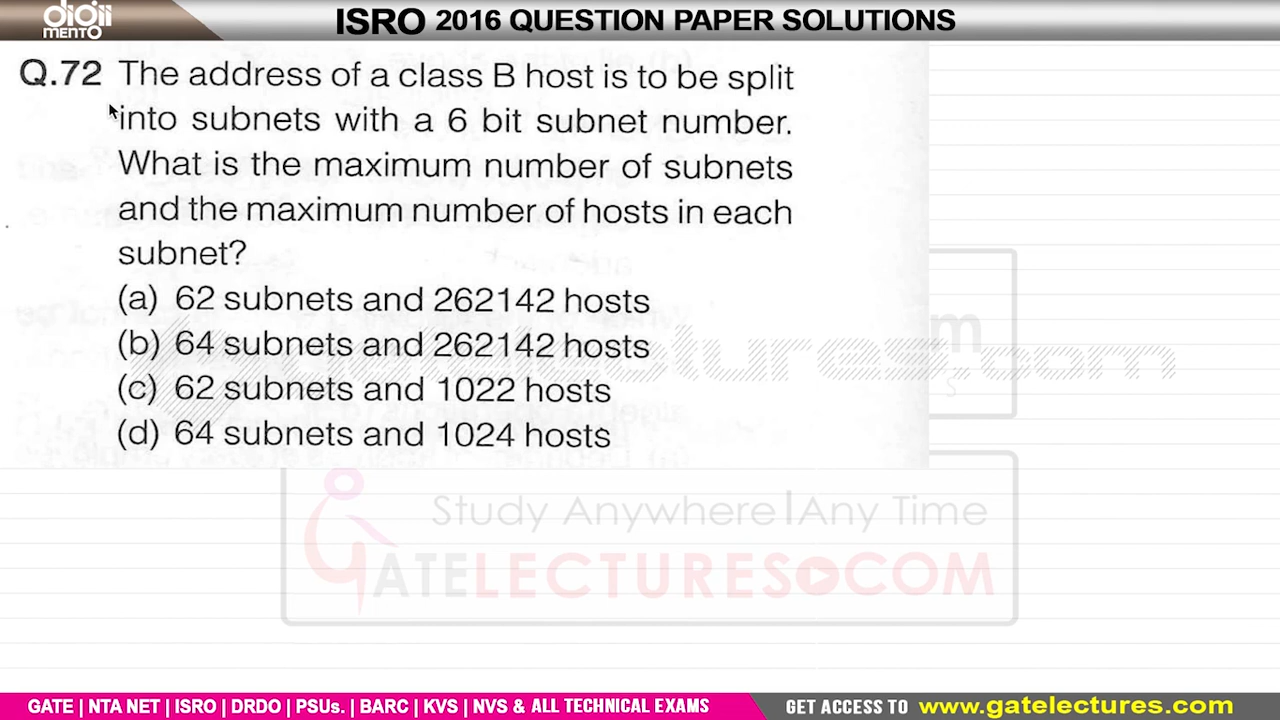 digii
MENTO
ISRO 2016 QUESTION PAPER SOLUTIONS
Q.72 The address of a class B host is to be split
into subnets with a 6 bit subnet number.
What is the maximum number of subnets
and the maximum number of hosts in each
subnet?
(a) 62 subnets and 262142 hosts
(b) 64 subnets and 262142 hosts
(c) 62 subnets and 1022 hosts
(d) 64 subnets and 1024 hosts
gatelectures.com
Study Anywhere|Any Time
GATELECTURES.COM
GATE | NTA NET | ISRO | DRDO | PSUs. | BARC | KVS | NVS & ALL TECHNICAL EXAMS
GET ACCESS TO www.gatelectures.com